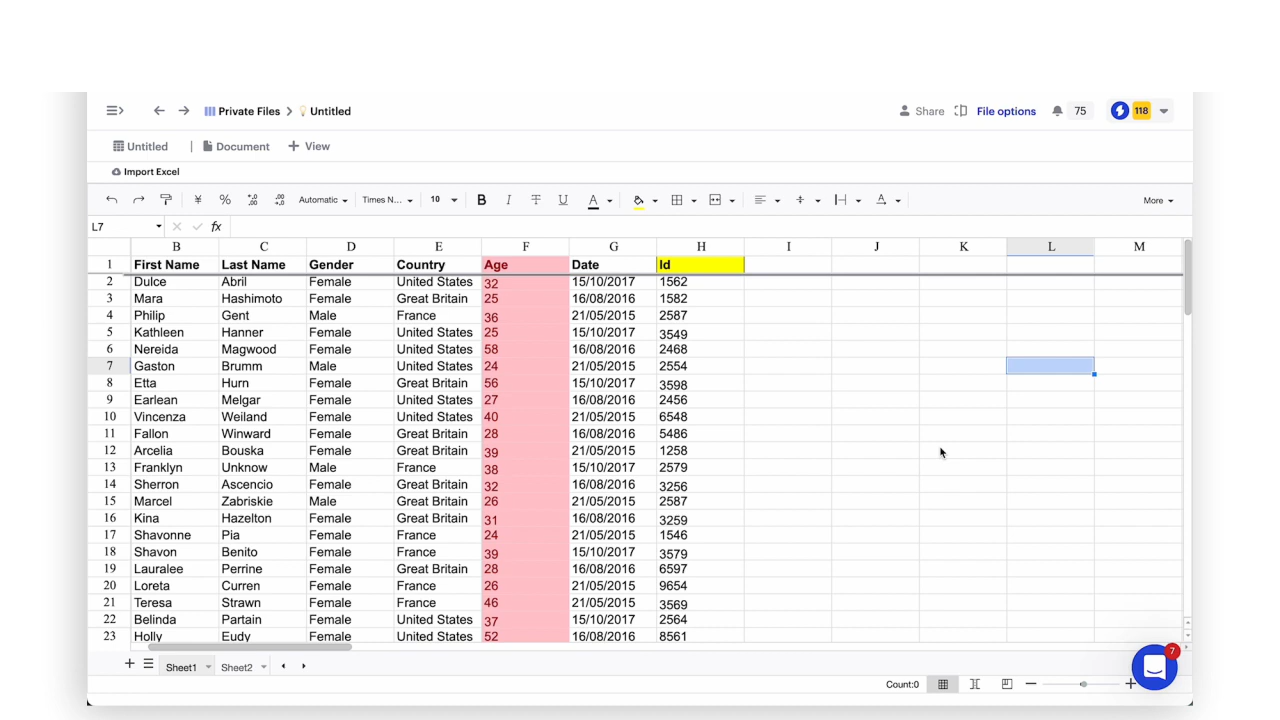 Private Files > Untitled Share File options 75 118
Untitled | Document + View
Import Excel
¥ % .0 .00 Automatic Times N... 10 B I T U A A More
L7 fx
B C D E F G H I J K L M
1 First Name Last Name Gender Country Age Date Id
2 Dulce Abril Female United States 32 15/10/2017 1562
3 Mara Hashimoto Female Great Britain 25 16/08/2016 1582
4 Philip Gent Male France 36 21/05/2015 2587
5 Kathleen Hanner Female United States 25 15/10/2017 3549
6 Nereida Magwood Female United States 58 16/08/2016 2468
7 Gaston Brumm Male United States 24 21/05/2015 2554
8 Etta Hurn Female Great Britain 56 15/10/2017 3598
9 Earlean Melgar Female United States 27 16/08/2016 2456
10 Vincenza Weiland Female United States 40 21/05/2015 6548
11 Fallon Winward Female Great Britain 28 16/08/2016 5486
12 Arcelia Bouska Female Great Britain 39 21/05/2015 1258
13 Franklyn Unknow Male France 38 15/10/2017 2579
14 Sherron Ascencio Female Great Britain 32 16/08/2016 3256
15 Marcel Zabriskie Male Great Britain 26 21/05/2015 2587
16 Kina Hazelton Female Great Britain 31 16/08/2016 3259
17 Shavonne Pia Female France 24 21/05/2015 1546
18 Shavon Benito Female France 39 15/10/2017 3579
19 Lauralee Perrine Female Great Britain 28 16/08/2016 6597
20 Loreta Curren Female France 26 21/05/2015 9654
21 Teresa Strawn Female France 46 21/05/2015 3569
22 Belinda Partain Female United States 37 15/10/2017 2564
23 Holly Eudy Female United States 52 16/08/2016 8561
+ Sheet1 Sheet2
7
Count:0